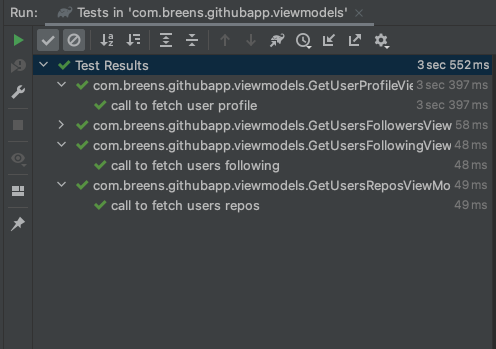 Run: Tests in 'com.breens.githubapp.viewmodels'
Test Results 3 sec 552 ms
com.breens.githubapp.viewmodels.GetUserProfileVie 3 sec 397 ms
call to fetch user profile 3 sec 397 ms
com.breens.githubapp.viewmodels.GetUsersFollowersView 58 ms
com.breens.githubapp.viewmodels.GetUsersFollowingView 48 ms
call to fetch users following 48 ms
com.breens.githubapp.viewmodels.GetUsersReposViewMo 49 ms
call to fetch users repos 49 ms